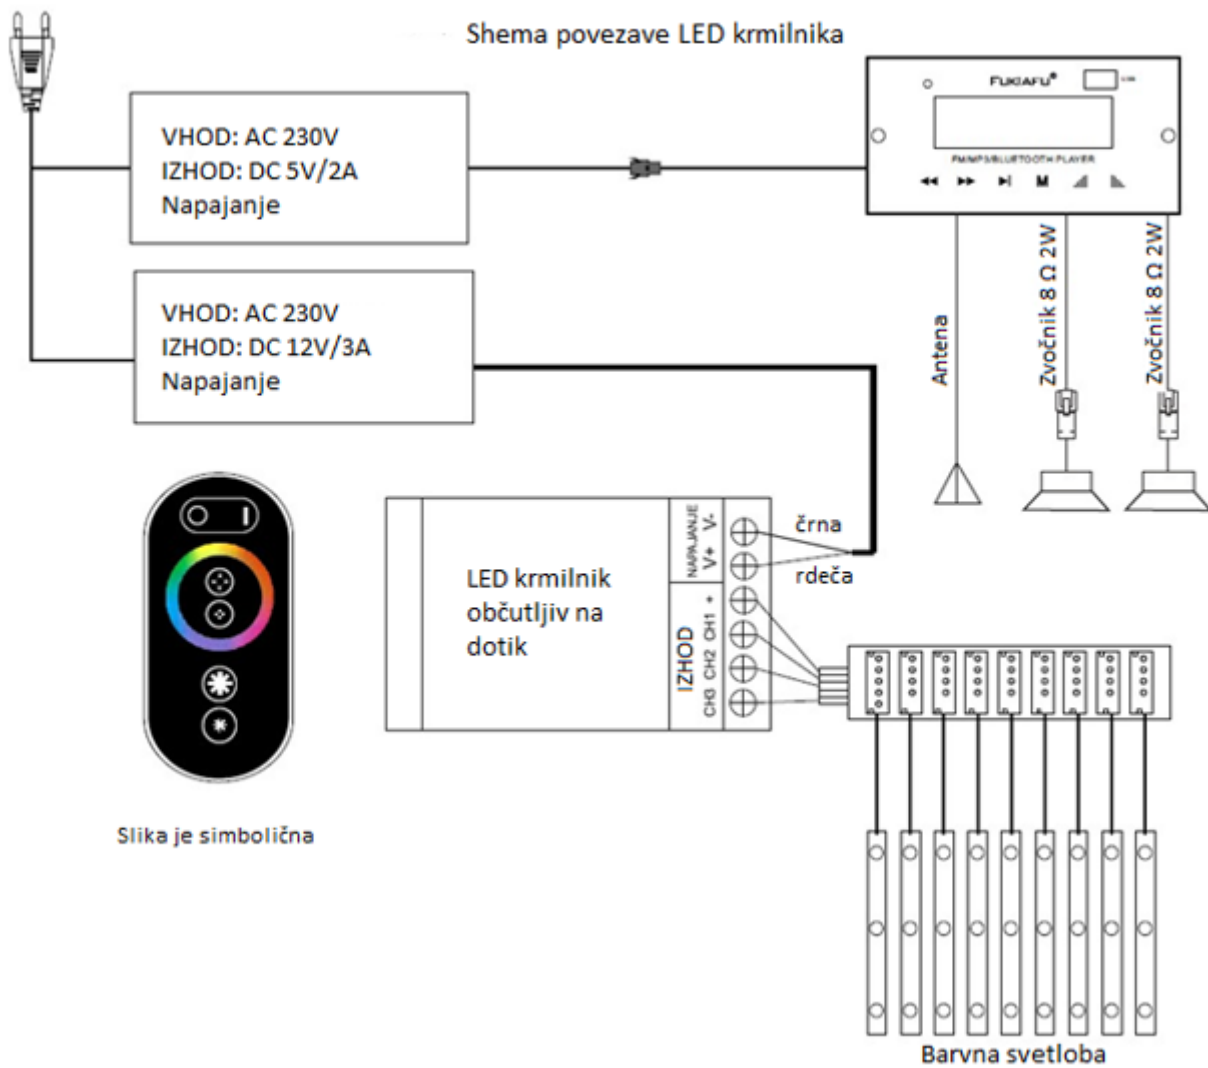 Shema povezave LED krmilnika
VHOD: AC 230V
IZHOD: DC 5V/2A
Napajanje
FUKIAFU®
FM/MP3/BLUETOOTH PLAYER
M
VHOD: AC 230V
IZHOD: DC 12V/3A
Napajanje
Antena
Zvočnik 8 Ω 2W
Zvočnik 8 Ω 2W
LED krmilnik
občutljiv na
dotik
NAPAJANJE
V-
V+
IZHOD
+
CH1
CH2
CH3
črna
rdeča
Slika je simbolična
Barvna svetloba